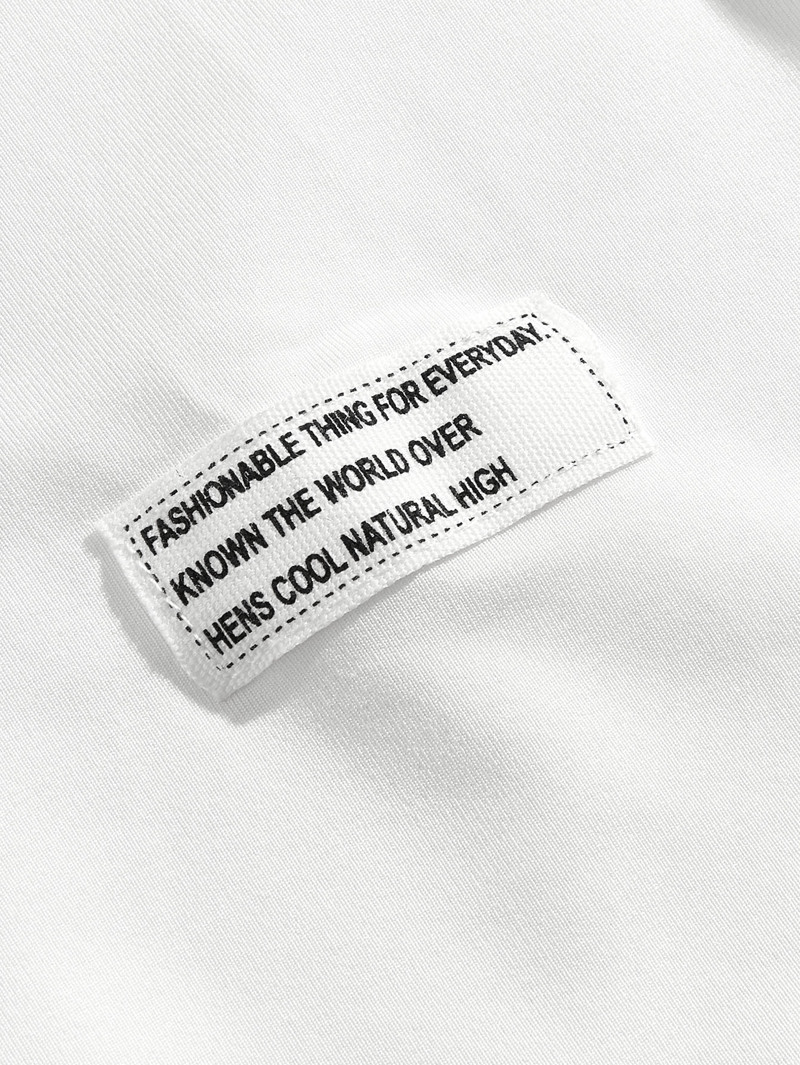 FASHIONABLE THING FOR EVERYDAY.
KNOWN THE WORLD OVER
HENS COOL NATURAL HIGH